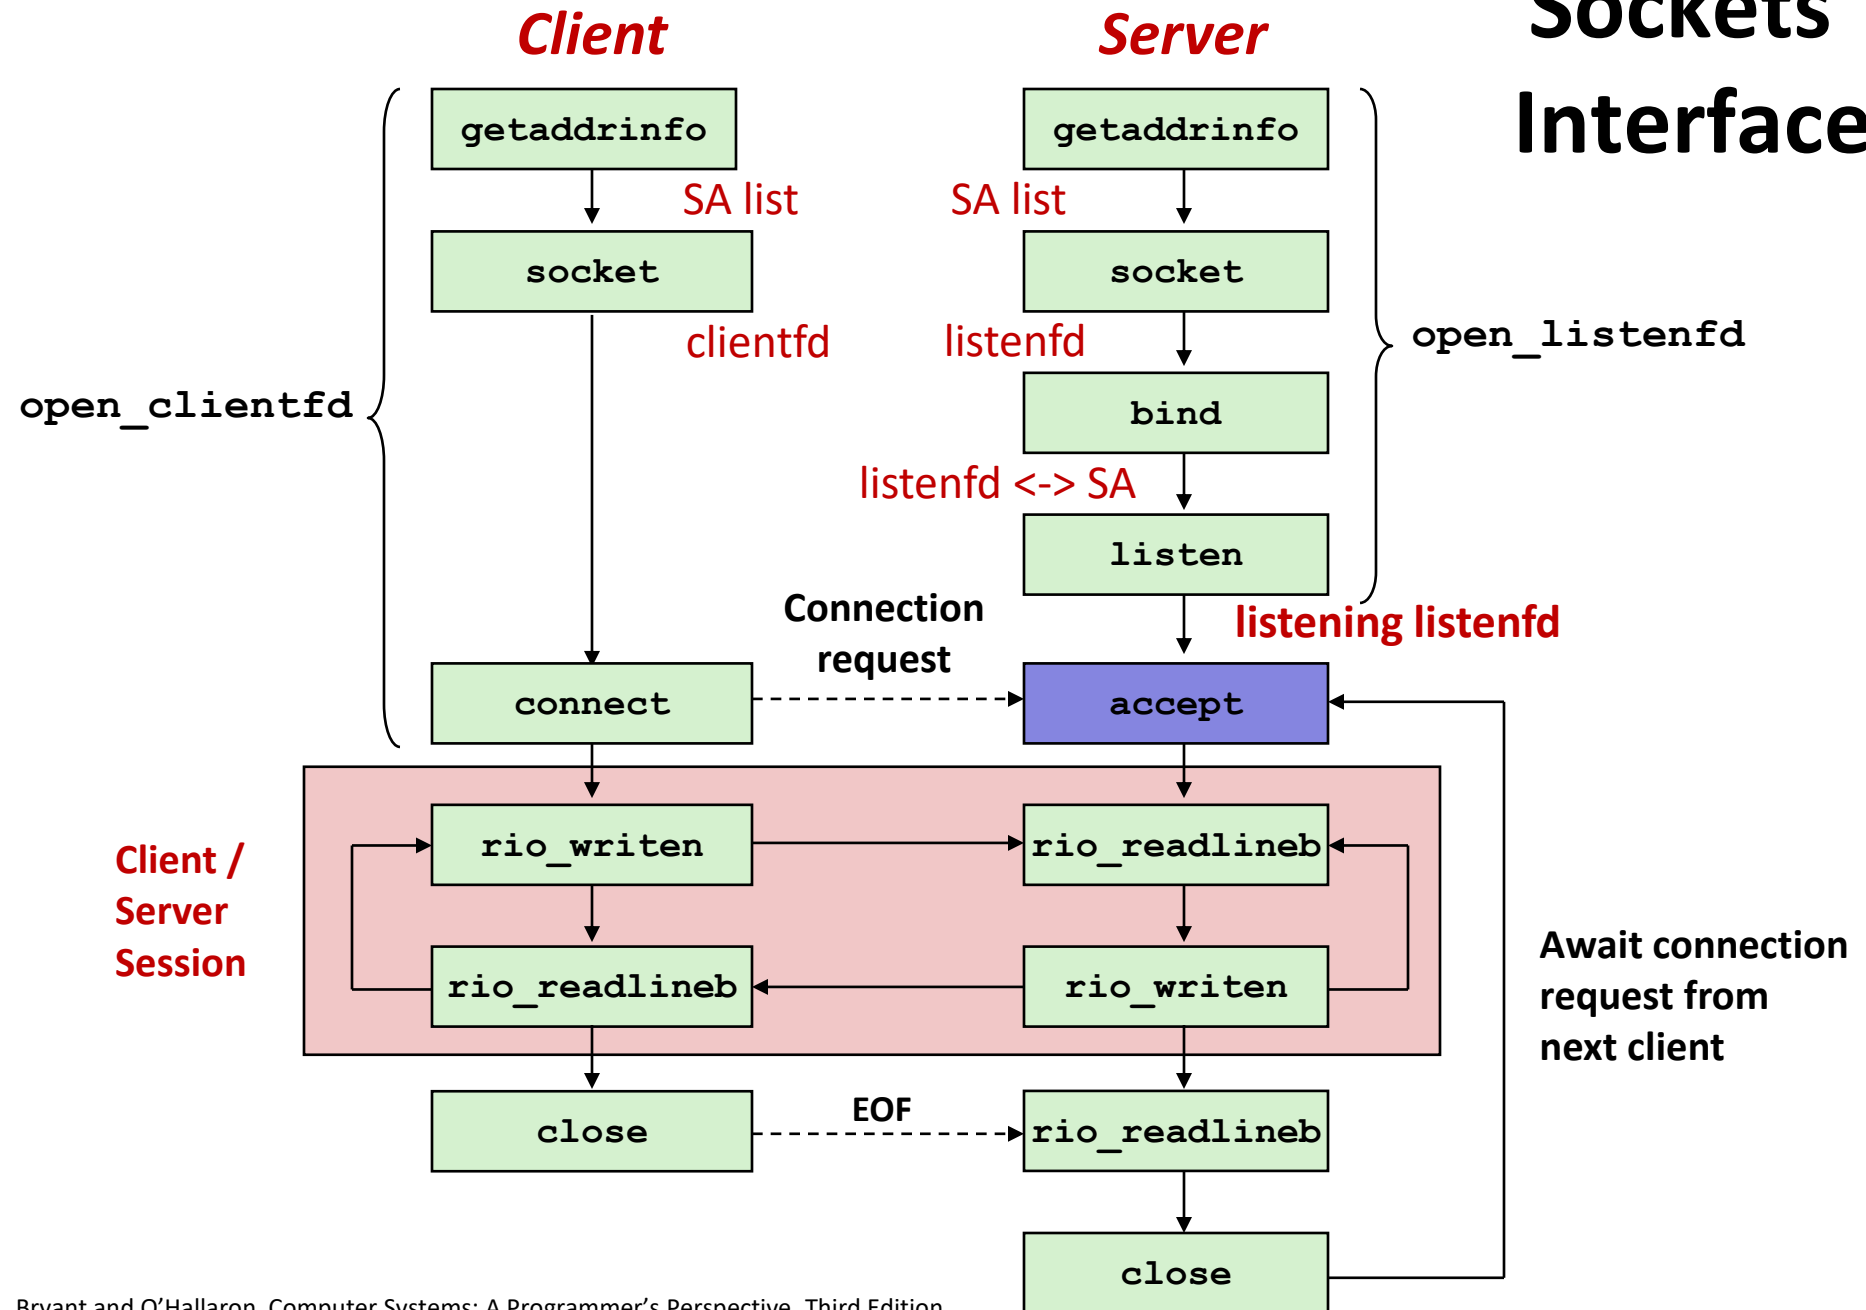 Sockets
Interface
Client
Server
getaddrinfo
getaddrinfo
SA list
SA list
socket
socket
clientfd
listenfd
open_listenfd
open_clientfd
bind
listenfd <-> SA
listen
Connection
request
listening listenfd
connect
accept
Client /
Server
Session
rio_writen
rio_readlineb
rio_readlineb
rio_writen
Await connection
request from
next client
close
EOF
rio_readlineb
close
Bryant and O'Hallaron, Computer Systems: A Programmer's Perspective, Third Edition